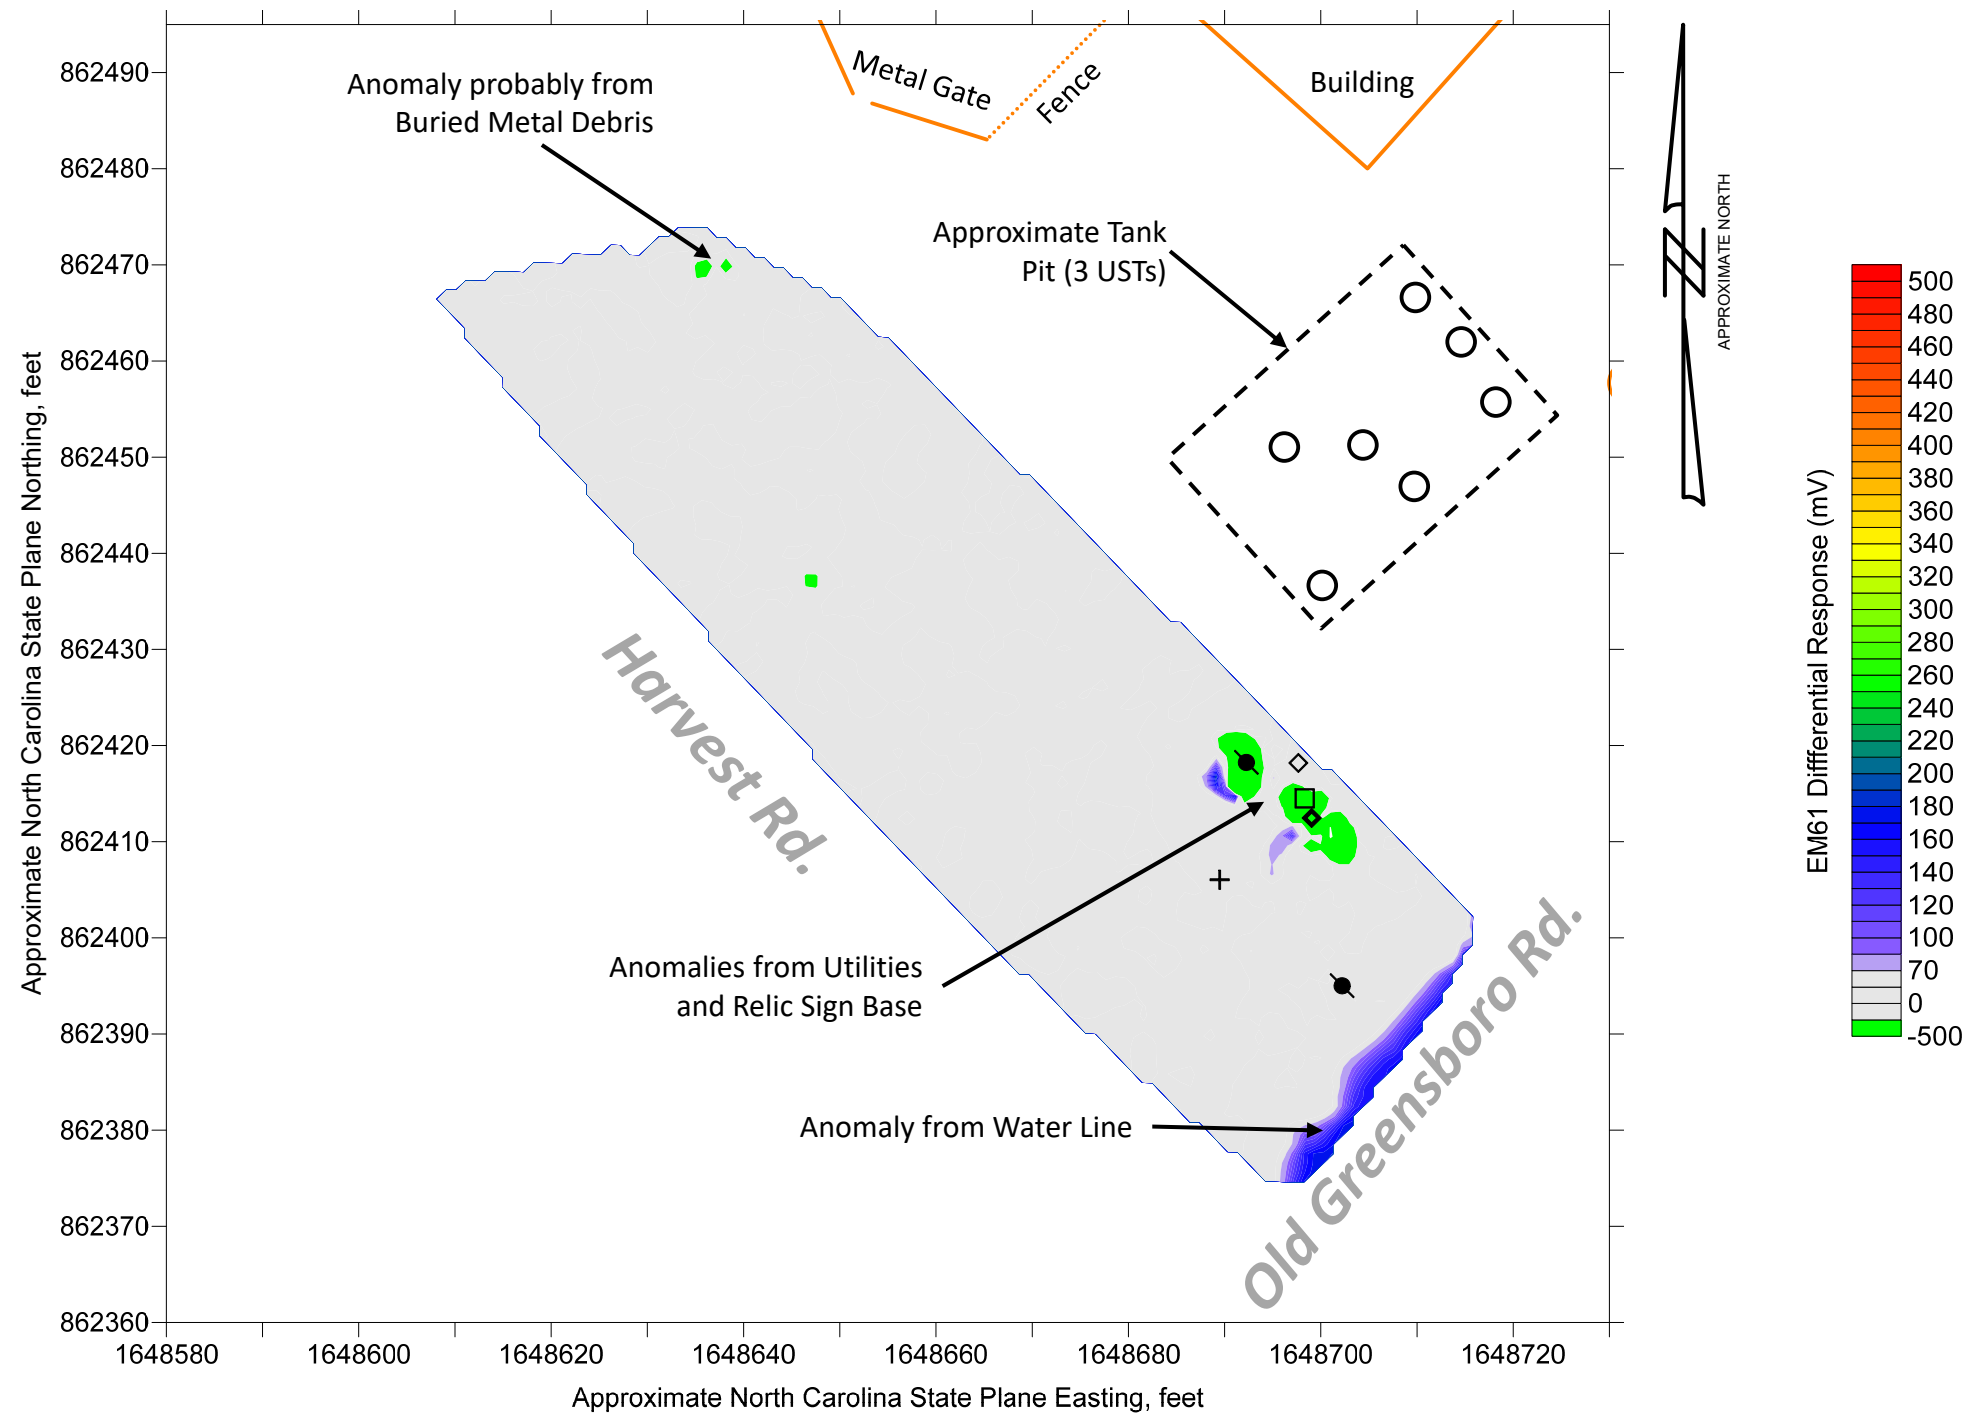 Metal Gate
Fence
Building
Anomaly probably from
Buried Metal Debris
Approximate Tank
Pit (3 USTs)
APPROXIMATE NORTH
N
Harvest Rd.
Old Greensboro Rd.
Anomalies from Utilities
and Relic Sign Base
Anomaly from Water Line
Approximate North Carolina State Plane Northing, feet
862490
862480
862470
862460
862450
862440
862430
862420
862410
862400
862390
862380
862370
862360
1648580 1648600 1648620 1648640 1648660 1648680 1648700 1648720
Approximate North Carolina State Plane Easting, feet
EM61 Diffferential Response (mV)
500
480
460
440
420
400
380
360
340
320
300
280
260
240
220
200
180
160
140
120
100
70
0
-500